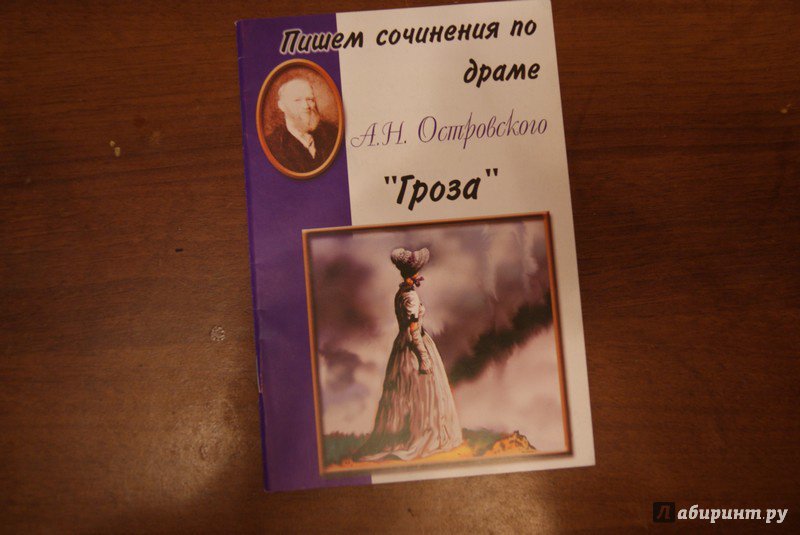 Пишем сочинения по
драме
А.Н. Островского
"Гроза"
Лабиринт.ру